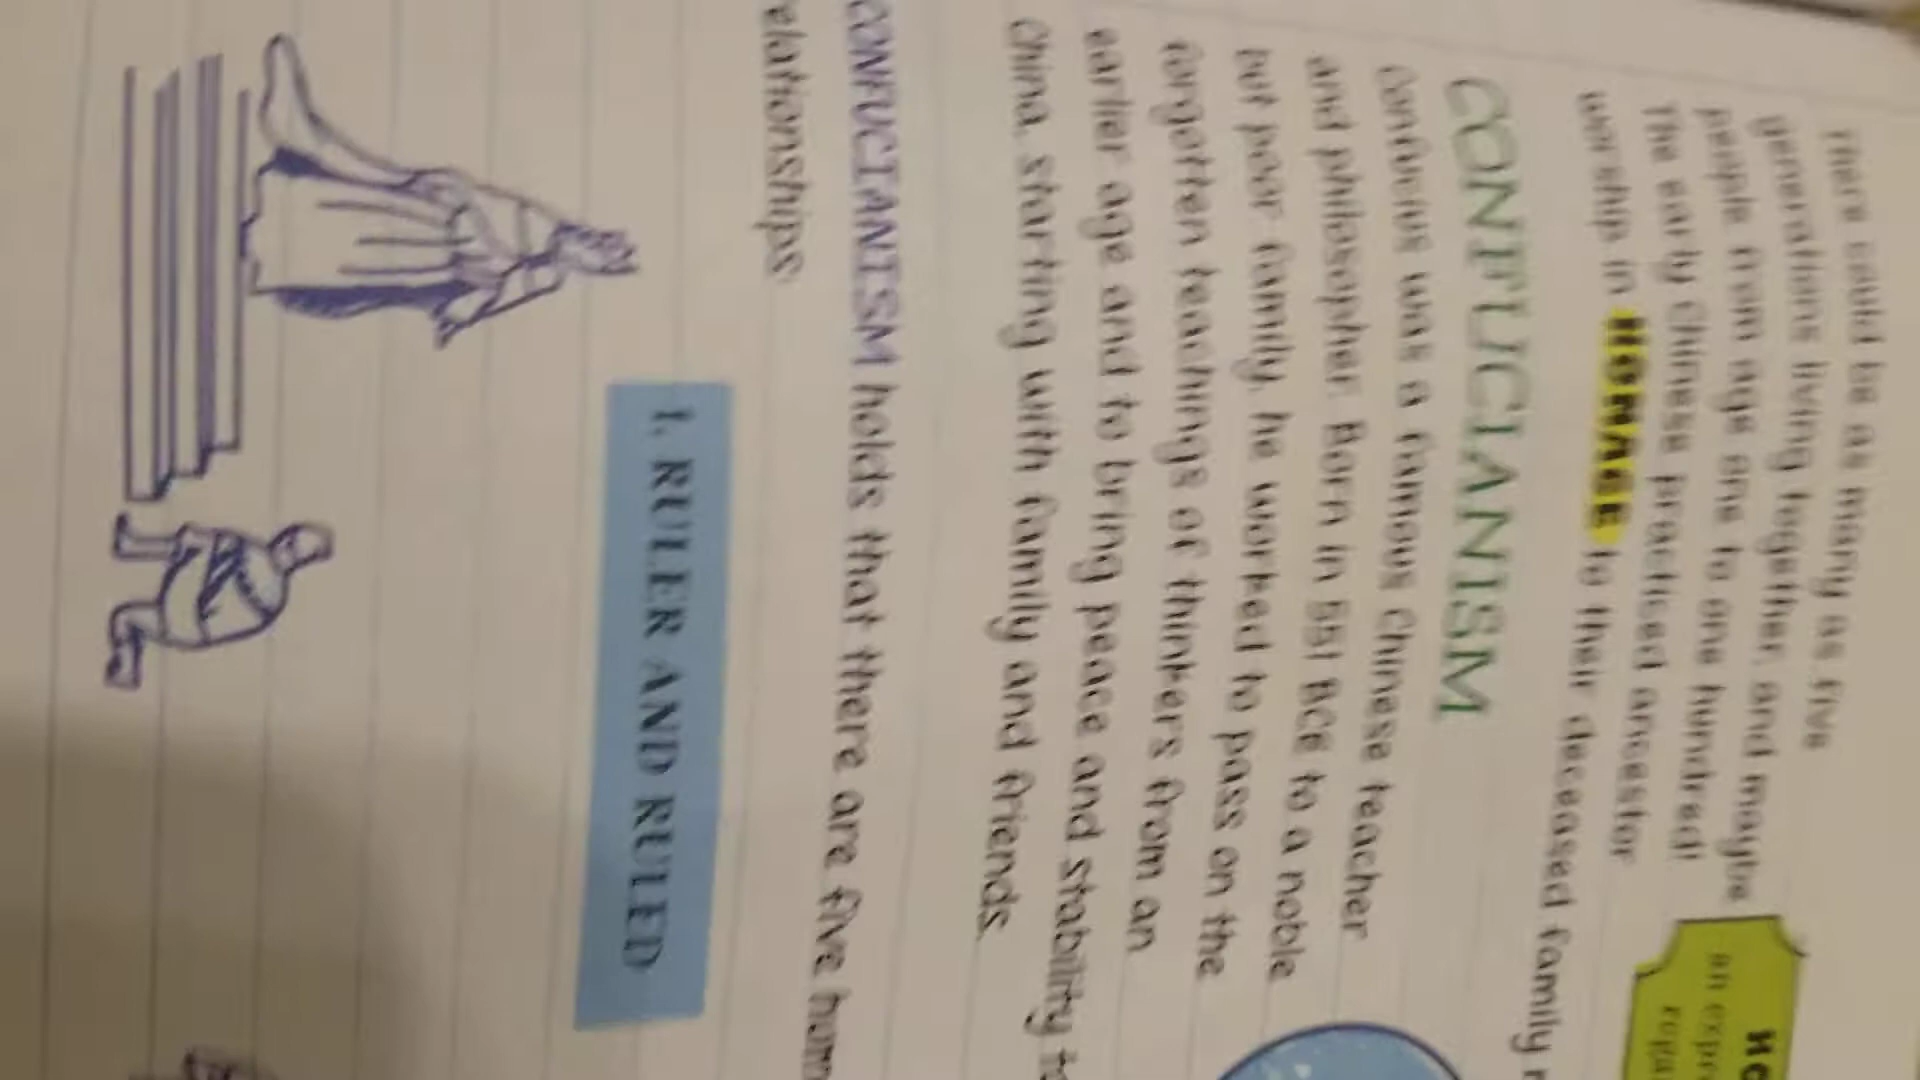 There could be as many as five
generations living together, and maybe
people from age one to one hundred!
The early Chinese practised ancestor
worship in HOMAGE to their deceased family
an
CONFUCIANISM
Confucius was a famous Chinese teacher
and philosopher. Born in 551 BCE to a noble
but poor family, he worked to pass on the
forgotten teachings of thinkers from an
earlier age and to bring peace and stability to
China, starting with family and friends.
CONFUCIANISM holds that there are five
relationships
1. RULER AND RULED